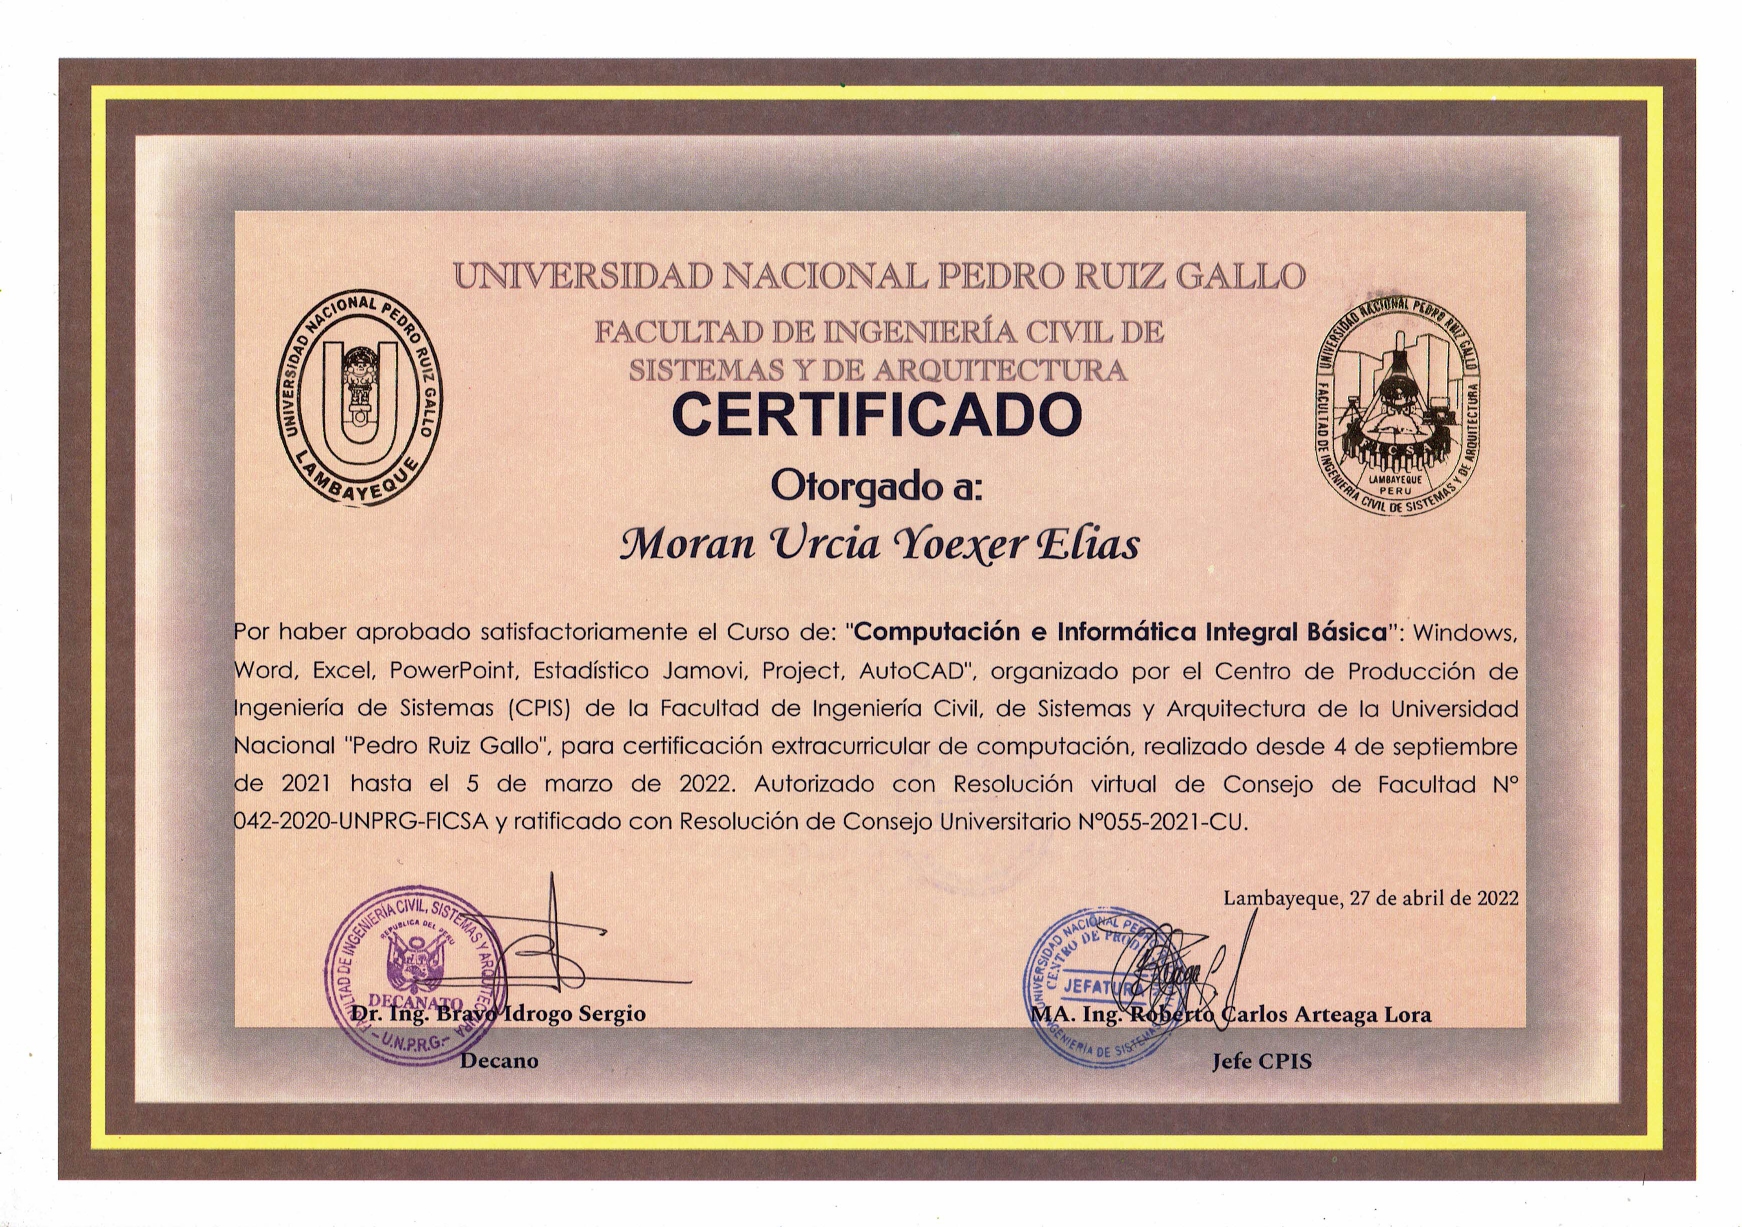 UNIVERSIDAD NACIONAL PEDRO RUIZ GALLO
FACULTAD DE INGENIERÍA CIVIL DE
SISTEMAS Y DE ARQUITECTURA
UNIVERSIDAD NACIONAL PEDRO RUIZ GALLO
LAMBAYEQUE
UNIVERSIDAD NACIONAL PEDRO RUIZ GALLO
FACULTAD DE INGENIERÍA CIVIL DE SISTEMAS Y DE ARQUITECTURA
FICSA
LAMBAYEQUE
PERU
CERTIFICADO
Otorgado a:
Moran Urcia Yoexer Elias
Por haber aprobado satisfactoriamente el Curso de: "Computación e Informática Integral Básica": Windows,
Word, Excel, PowerPoint, Estadístico Jamovi, Project, AutoCAD", organizado por el Centro de Producción de
Ingeniería de Sistemas (CPIS) de la Facultad de Ingeniería Civil, de Sistemas y Arquitectura de la Universidad
Nacional "Pedro Ruiz Gallo", para certificación extracurricular de computación, realizado desde 4 de septiembre
de 2021 hasta el 5 de marzo de 2022. Autorizado con Resolución virtual de Consejo de Facultad N°
042-2020-UNPRG-FICSA y ratificado con Resolución de Consejo Universitario N°055-2021-CU.
Lambayeque, 27 de abril de 2022
FACULTAD DE INGENIERÍA CIVIL, SISTEMAS Y ARQUITECTURA
REPUBLICA DEL PERU
DECANATO
- U.N.P.R.G.-
Dr. Ing. Bravo Idrogo Sergio
Decano
UNIVERSIDAD NACIONAL PEDRO
CENTRO DE PROD
JEFATURA
INGENIERÍA DE SISTEMAS
MA. Ing. Roberto Carlos Arteaga Lora
Jefe CPIS